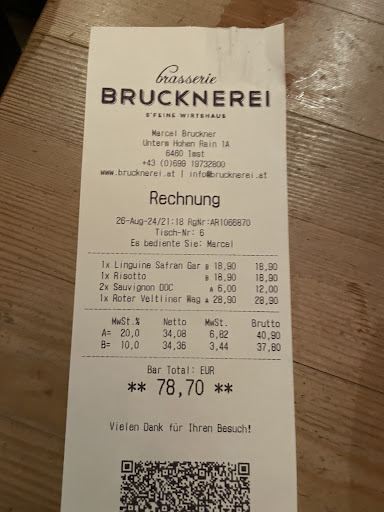 brasserie
BRUCKNEREI
S'FEINE WIRTSHAUS
Marcel Bruckner
Unterm Hohen Rain 1A
6460 Imst
+43 (0)699 19732800
www.brucknerei.at | info@brucknerei.at
Rechnung
26-Aug-24/21:18 RgNr:AR1066870
Tisch-Nr: 6
Es bediente Sie: Marcel
1x Linguine Safran Gar B 18,90 18,90
1x Risotto B 18,90 18,90
2x Sauvignon DOC A 6,00 12,00
1x Roter Veltliner Wag A 28,90 28,90
MwSt.% Netto MwSt. Brutto
A= 20,0 34,08 6,82 40,90
B= 10,0 34,36 3,44 37,80
Bar Total: EUR
** 78,70 **
Vielen Dank für Ihren Besuch!